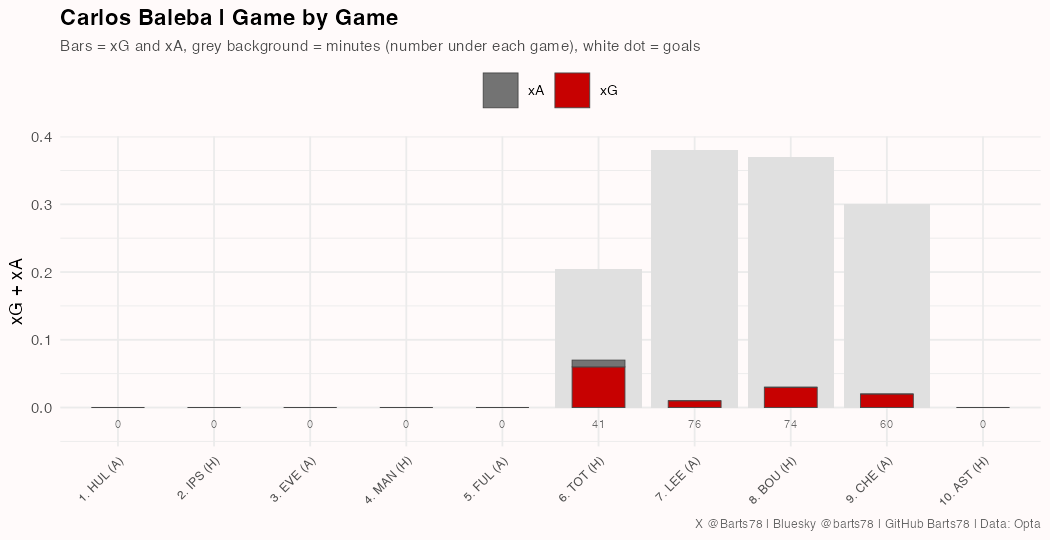 Carlos Baleba | Game by Game
Bars = xG and xA, grey background = minutes (number under each game), white dot = goals
xA xG
xG + xA
0.4
0.3
0.2
0.1
0.0
0 0 0 0 0 41 76 74 60 0
1. HUL (A)
2. IPS (H)
3. EVE (A)
4. MAN (H)
5. FUL (A)
6. TOT (H)
7. LEE (A)
8. BOU (H)
9. CHE (A)
10. AST (H)
X @Barts78 | Bluesky @barts78 | GitHub Barts78 | Data: Opta